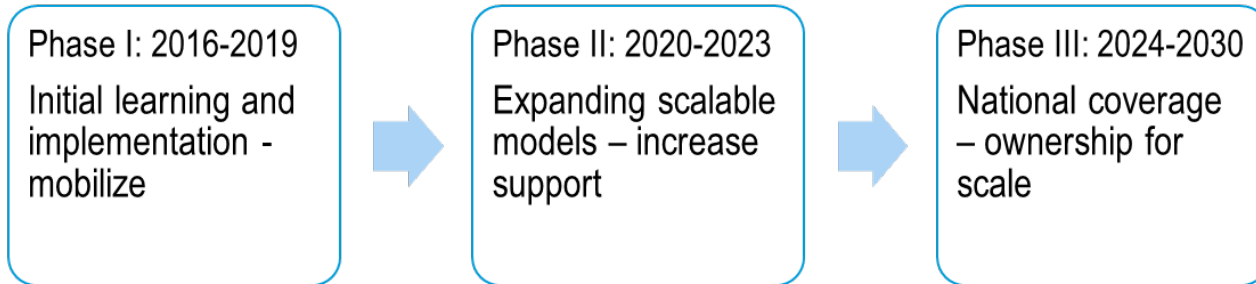 Phase I: 2016-2019
Initial learning and
implementation -
mobilize
Phase II: 2020-2023
Expanding scalable
models – increase
support
Phase III: 2024-2030
National coverage
– ownership for
scale